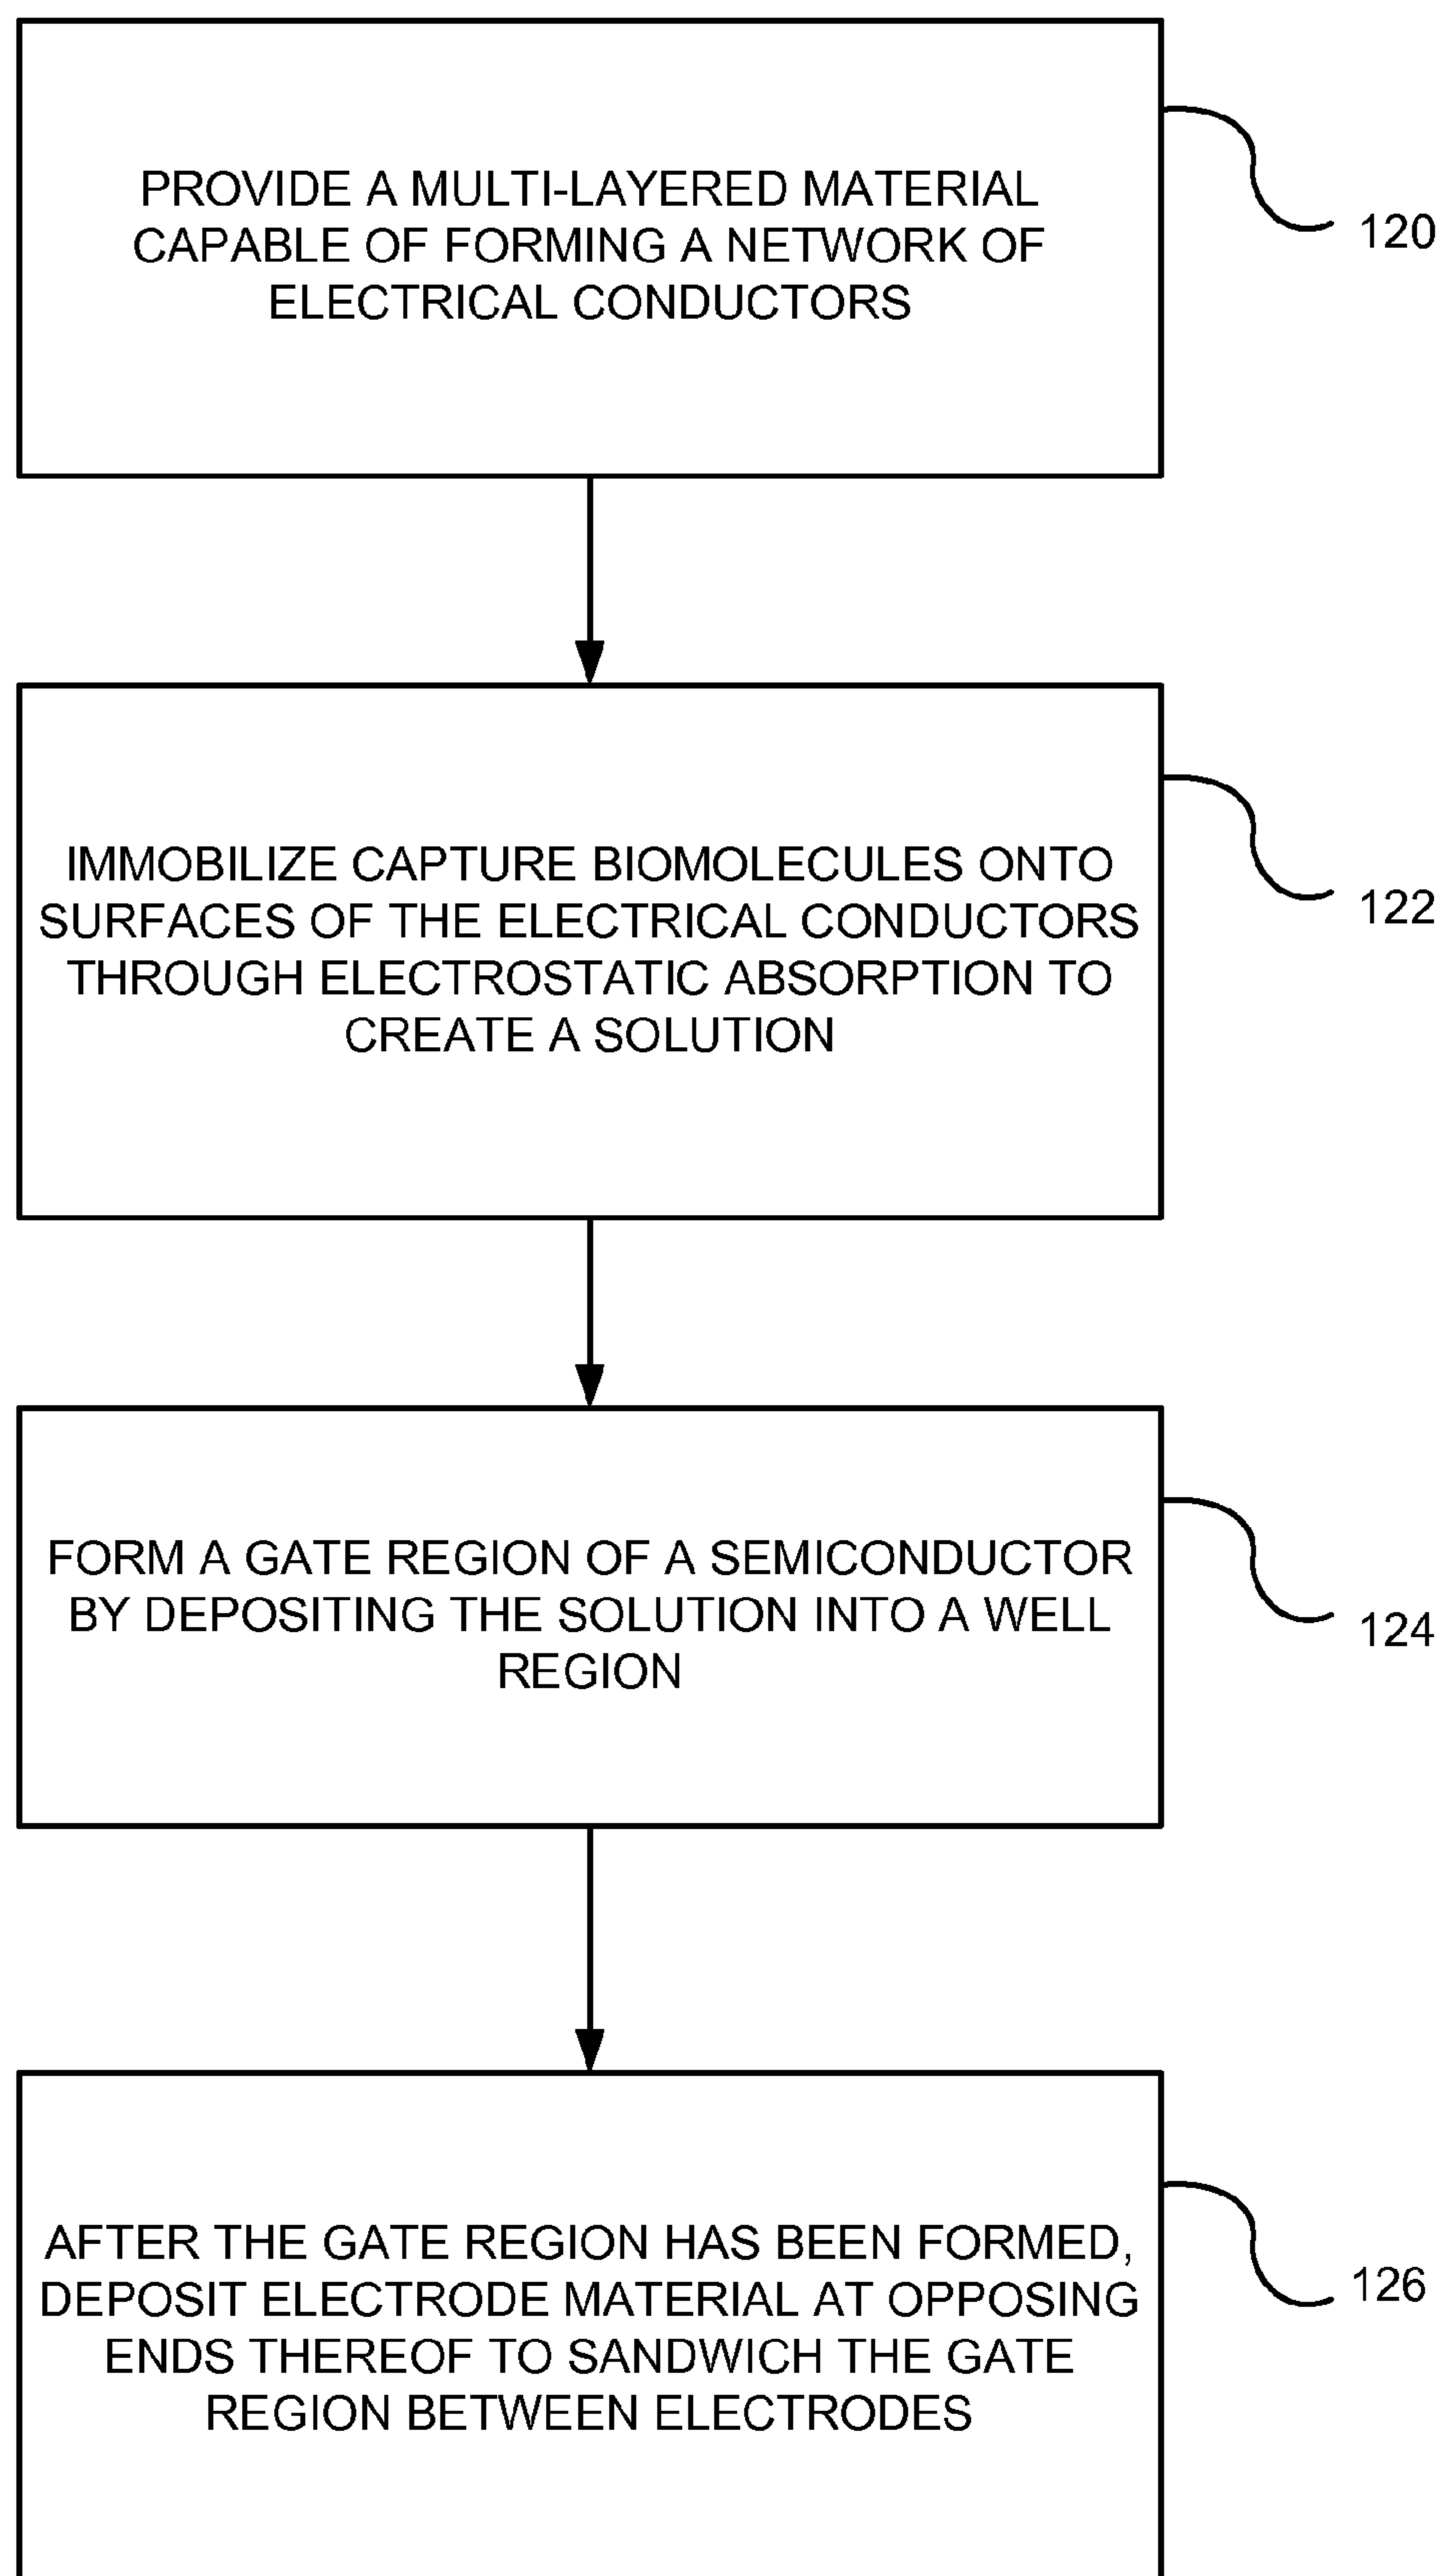 PROVIDE A MULTI-LAYERED MATERIAL
CAPABLE OF FORMING A NETWORK OF
ELECTRICAL CONDUCTORS
120
IMMOBILIZE CAPTURE BIOMOLECULES ONTO
SURFACES OF THE ELECTRICAL CONDUCTORS
THROUGH ELECTROSTATIC ABSORPTION TO
CREATE A SOLUTION
122
FORM A GATE REGION OF A SEMICONDUCTOR
BY DEPOSITING THE SOLUTION INTO A WELL
REGION
124
AFTER THE GATE REGION HAS BEEN FORMED,
DEPOSIT ELECTRODE MATERIAL AT OPPOSING
ENDS THEREOF TO SANDWICH THE GATE
REGION BETWEEN ELECTRODES
126